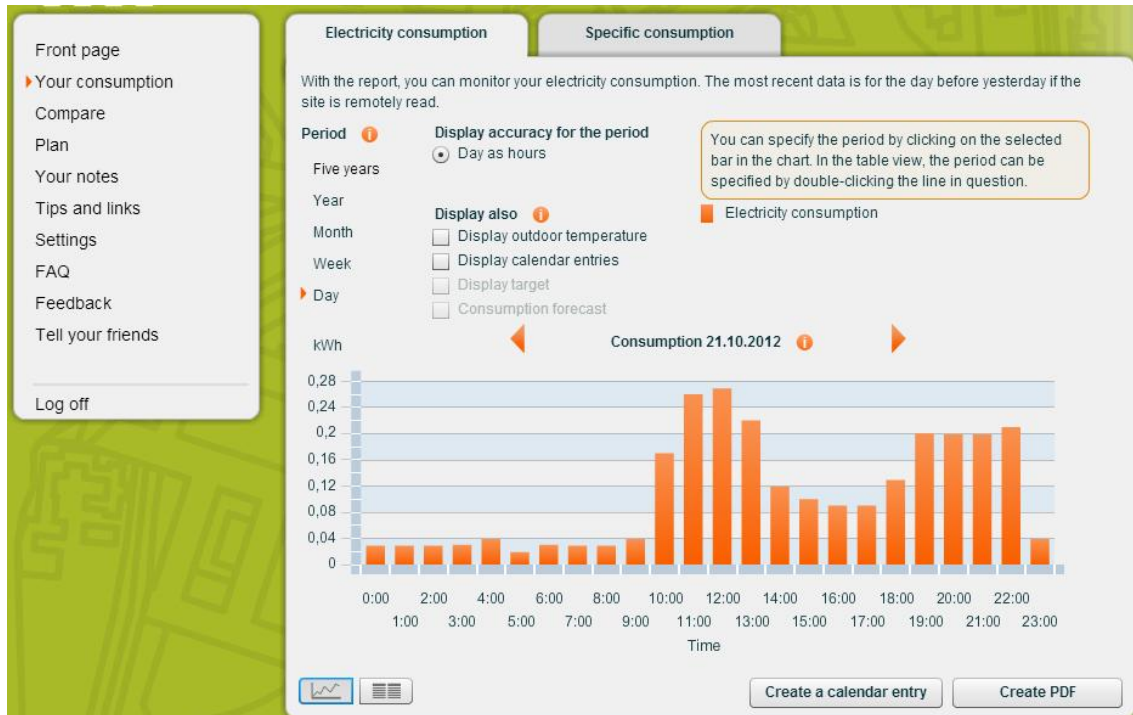 Front page
Your consumption
Compare
Plan
Your notes
Tips and links
Settings
FAQ
Feedback
Tell your friends
Log off
Electricity consumption
Specific consumption
With the report, you can monitor your electricity consumption. The most recent data is for the day before yesterday if the
site is remotely read.
Period
Five years
Year
Month
Week
Day
Display accuracy for the period
Day as hours
Display also
Display outdoor temperature
Display calendar entries
Display target
Consumption forecast
You can specify the period by clicking on the selected
bar in the chart. In the table view, the period can be
specified by double-clicking the line in question.
Electricity consumption
kWh
Consumption 21.10.2012
0,28
0,24
0,2
0,16
0,12
0,08
0,04
0
0:00 2:00 4:00 6:00 8:00 10:00 12:00 14:00 16:00 18:00 20:00 22:00
1:00 3:00 5:00 7:00 9:00 11:00 13:00 15:00 17:00 19:00 21:00 23:00
Time
Create a calendar entry
Create PDF